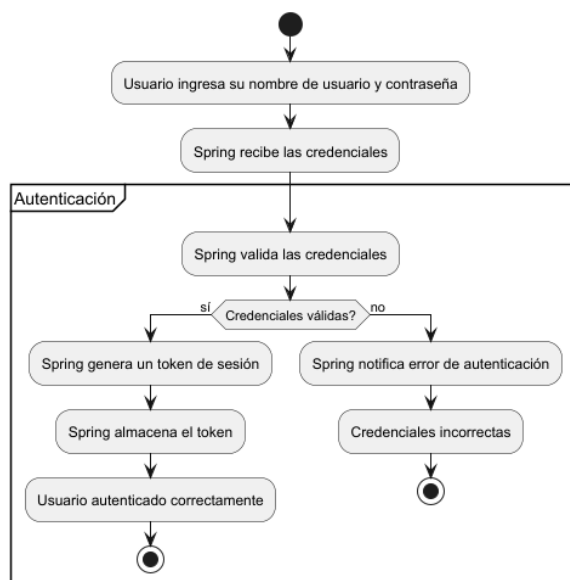 Usuario ingresa su nombre de usuario y contraseña
Spring recibe las credenciales
Autenticación
Spring valida las credenciales
sí
Credenciales válidas?
no
Spring genera un token de sesión
Spring notifica error de autenticación
Spring almacena el token
Credenciales incorrectas
Usuario autenticado correctamente